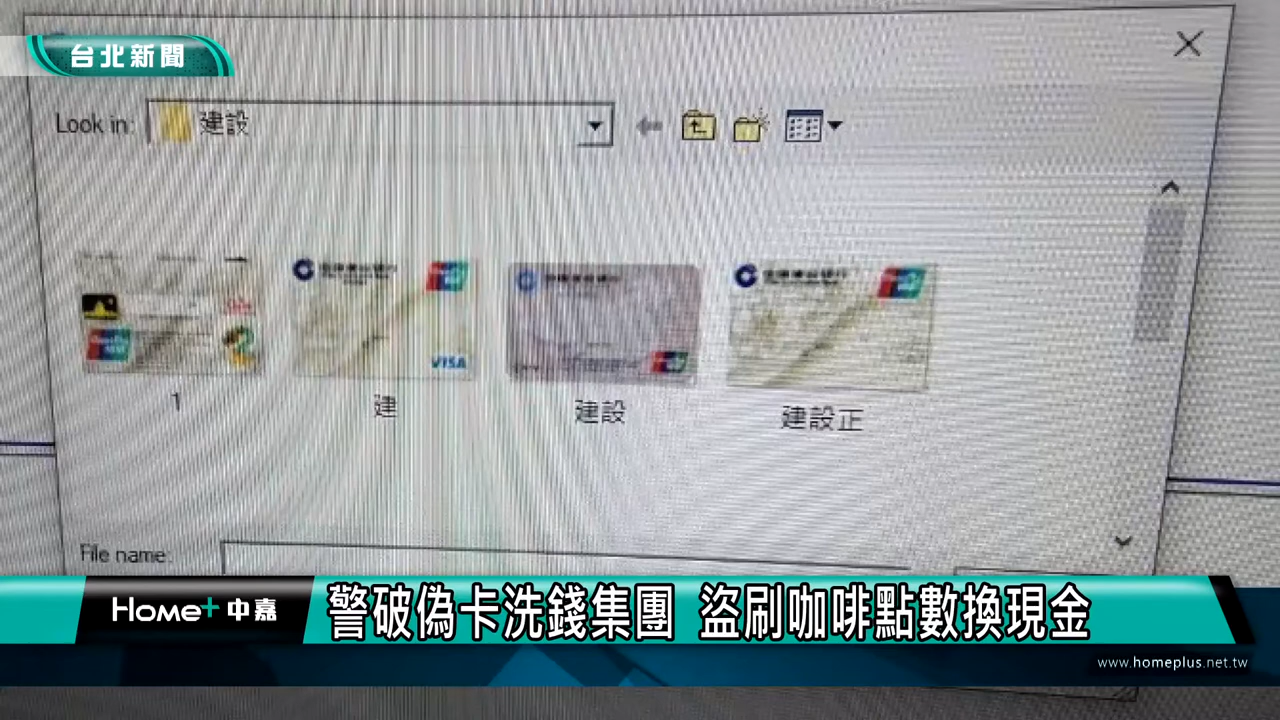 台北新聞
Look in:
建設
VISA
1
建
建設
建設正
File name:
Home+ 中嘉
警破偽卡洗錢集團 盜刷咖啡點數換現金
www.homeplus.net.tw